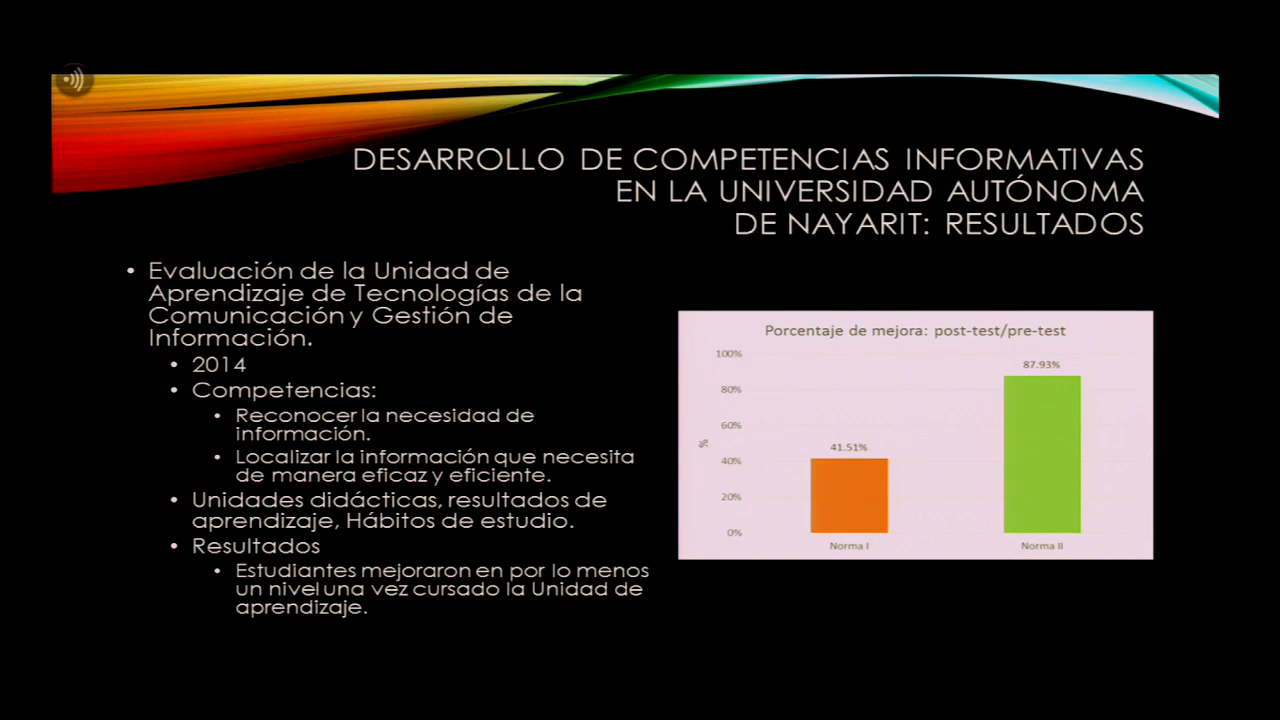 DESARROLLO DE COMPETENCIAS INFORMATIVAS
EN LA UNIVERSIDAD AUTÓNOMA
DE NAYARIT: RESULTADOS
• Evaluación de la Unidad de
Aprendizaje de Tecnologías de la
Comunicación y Gestión de
Información.
• 2014
• Competencias:
• Reconocer la necesidad de
información.
• Localizar la información que necesita
de manera eficaz y eficiente.
• Unidades didácticas, resultados de
aprendizaje, Hábitos de estudio.
• Resultados
• Estudiantes mejoraron en por lo menos
un nivel una vez cursado la Unidad de
aprendizaje.
Porcentaje de mejora: post-test/pre-test
100%
80%
60%
40%
20%
0%
%
87.93%
41.51%
Norma I
Norma II